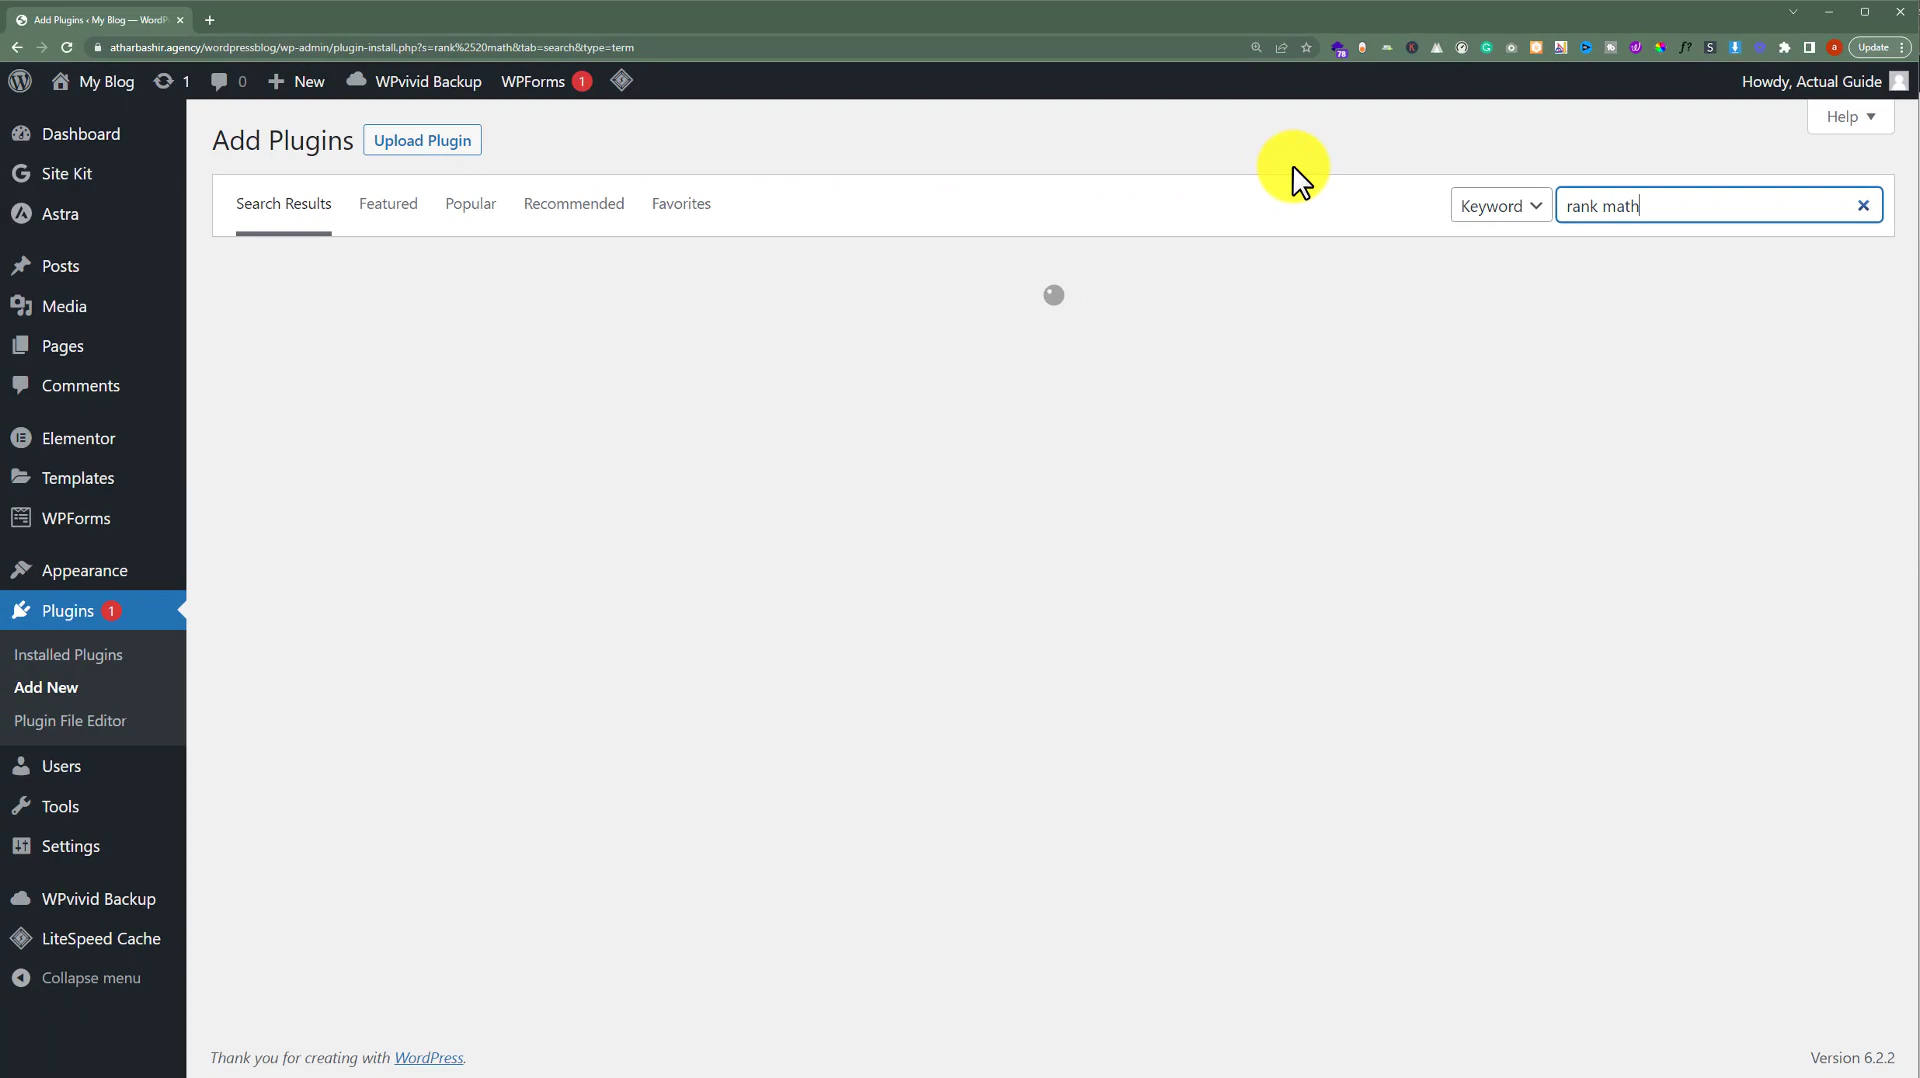 Add Plugins ‹ My Blog — WordP
atharbashir.agency/wordpressblog/wp-admin/plugin-install.php?s=rank%2520math&tab=search&type=term
78
Update
My Blog
1
0
New
WPvivid Backup
WPForms 1
Howdy, Actual Guide
Help
Dashboard
Site Kit
Astra
Posts
Media
Pages
Comments
Elementor
Templates
WPForms
Appearance
Plugins 1
Installed Plugins
Add New
Plugin File Editor
Users
Tools
Settings
WPvivid Backup
LiteSpeed Cache
Collapse menu
Add Plugins
Upload Plugin
Search Results
Featured
Popular
Recommended
Favorites
Keyword
rank math
Thank you for creating with WordPress.
Version 6.2.2